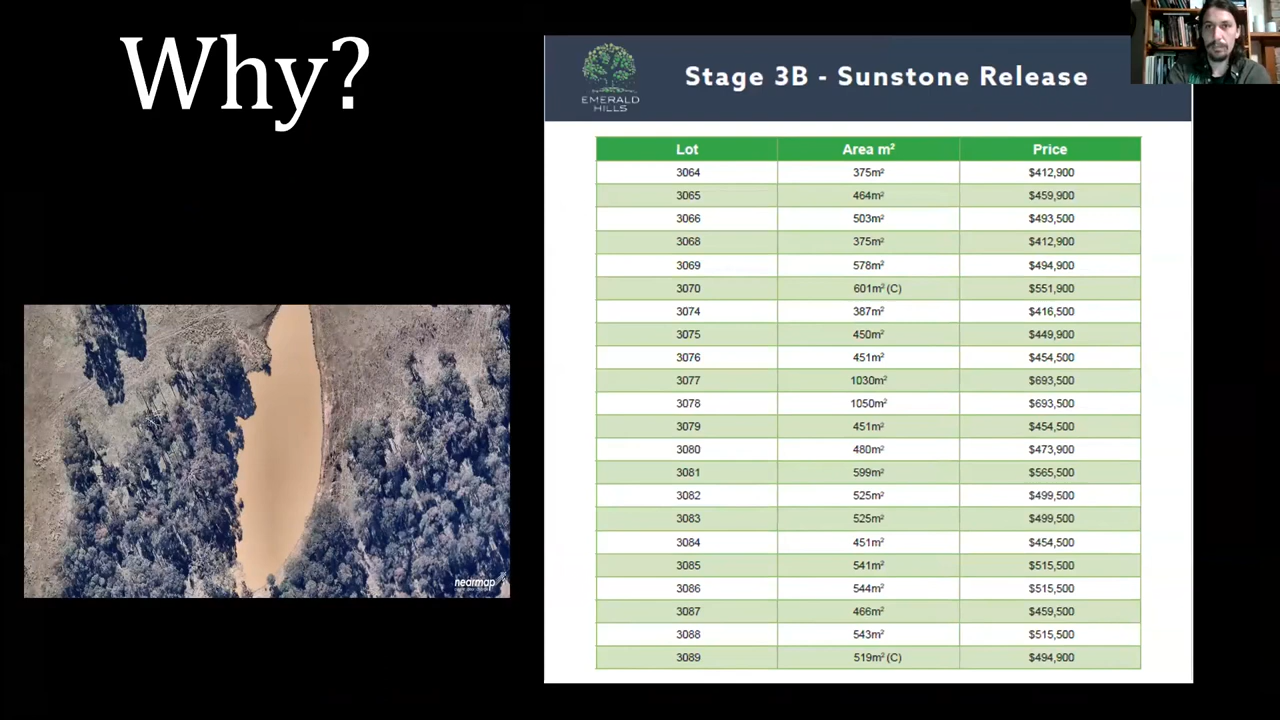 Why?
EMERALD
HILLS
Stage 3B - Sunstone Release
Lot Area m² Price
3064 375m² $412,900
3065 464m² $459,900
3066 503m² $493,500
3068 375m² $412,900
3069 578m² $494,900
3070 601m² (C) $551,900
3074 387m² $416,500
3075 450m² $449,900
3076 451m² $454,500
3077 1030m² $693,500
3078 1050m² $693,500
3079 451m² $454,500
3080 480m² $473,900
3081 599m² $565,500
3082 525m² $499,500
3083 525m² $499,500
3084 451m² $454,500
3085 541m² $515,500
3086 544m² $515,500
3087 466m² $459,500
3088 543m² $515,500
3089 519m² (C) $494,900
nearmap